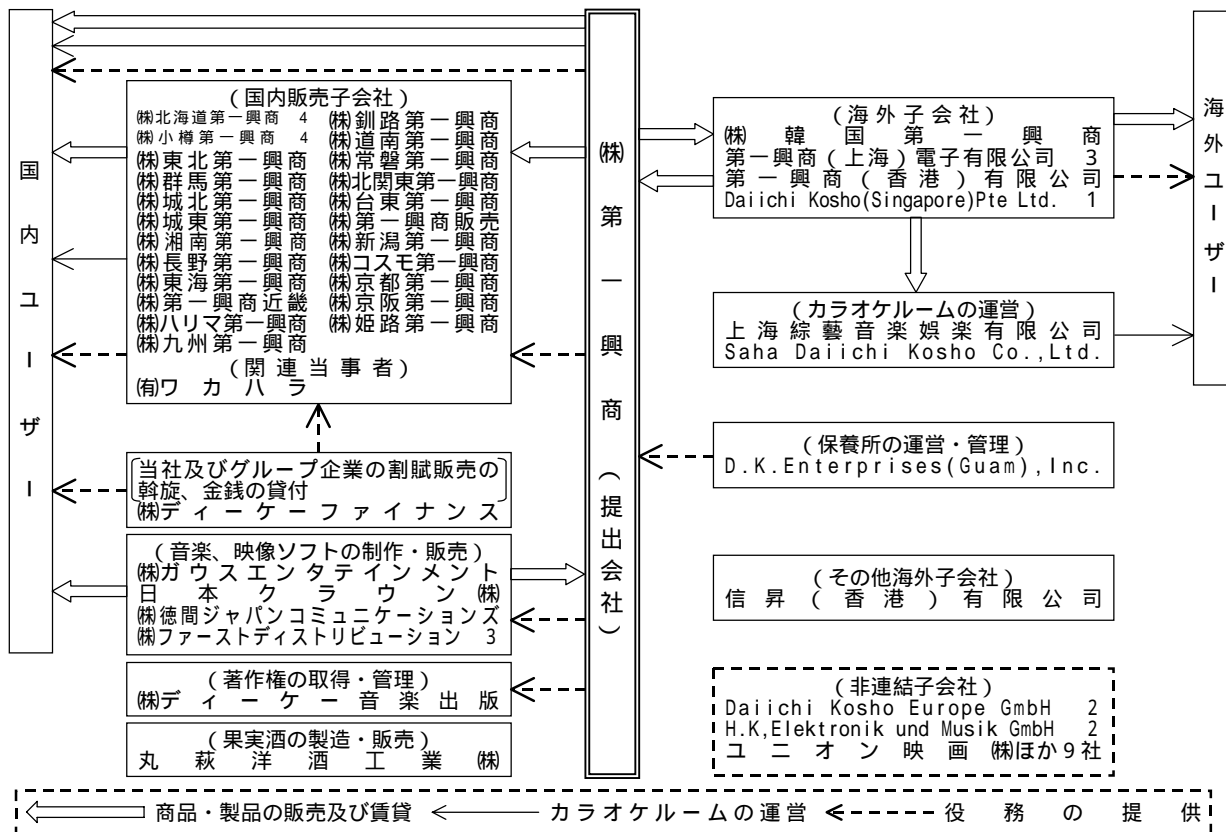 国内ユーザー
（国内販売子会社）
㈱北海道第一興商 4 ㈱釧路第一興商
㈱小樽第一興商 4 ㈱道南第一興商
㈱東北第一興商 ㈱常磐第一興商
㈱群馬第一興商 ㈱北関東第一興商
㈱城北第一興商 ㈱台東第一興商
㈱城東第一興商 ㈱第一興商販売
㈱湘南第一興商 ㈱新潟第一興商
㈱長野第一興商 ㈱コスモ第一興商
㈱東海第一興商 ㈱京都第一興商
㈱第一興商近畿 ㈱京阪第一興商
㈱ハリマ第一興商 ㈱姫路第一興商
㈱九州第一興商
（関連当事者）
㈲ワカハラ
当社及びグループ企業の割賦販売の
斡旋、金銭の貸付
㈱ディーケーファイナンス
（音楽、映像ソフトの制作・販売）
㈱ガウスエンタテインメント
日本クラウン㈱
㈱徳間ジャパンコミュニケーションズ
㈱ファーストディストリビューション 3
（著作権の取得・管理）
㈱ディーケー音楽出版
（果実酒の製造・販売）
丸萩洋酒工業㈱
㈱第一興商（提出会社）
（海外子会社）
㈱韓国第一興商
第一興商（上海）電子有限公司 3
第一興商（香港）有限公司
Daiichi Kosho(Singapore)Pte Ltd. 1
（カラオケルームの運営）
上海綜藝音楽娯楽有限公司
Saha Daiichi Kosho Co.,Ltd.
（保養所の運営・管理）
D.K.Enterprises(Guam),Inc.
（その他海外子会社）
信昇（香港）有限公司
（非連結子会社）
Daiichi Kosho Europe GmbH 2
H.K,Elektronik und Musik GmbH 2
ユニオン映画㈱ほか９社
海外ユーザー
商品・製品の販売及び賃貸 カラオケルームの運営 役務の提供